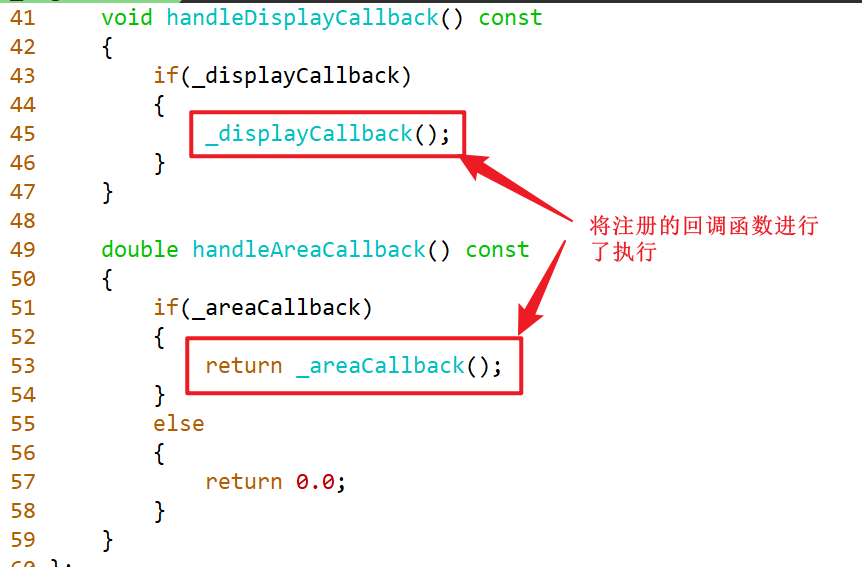 41 void handleDisplayCallback() const
42 {
43 if(_displayCallback)
44 {
45 _displayCallback();
46 }
47 }
48
49 double handleAreaCallback() const
50 {
51 if(_areaCallback)
52 {
53 return _areaCallback();
54 }
55 else
56 {
57 return 0.0;
58 }
59 }
60 };
将注册的回调函数进行
了执行